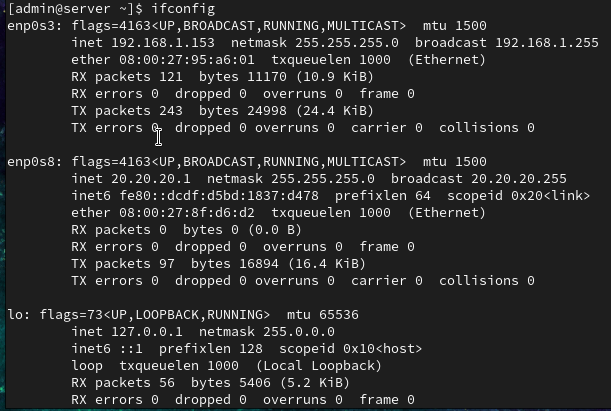 [admin@server ~]$ ifconfig
enp0s3: flags=4163<UP,BROADCAST,RUNNING,MULTICAST>  mtu 1500
        inet 192.168.1.153  netmask 255.255.255.0  broadcast 192.168.1.255
        ether 08:00:27:95:a6:01  txqueuelen 1000  (Ethernet)
        RX packets 121  bytes 11170 (10.9 KiB)
        RX errors 0  dropped 0  overruns 0  frame 0
        TX packets 243  bytes 24998 (24.4 KiB)
        TX errors 0  dropped 0 overruns 0  carrier 0  collisions 0

enp0s8: flags=4163<UP,BROADCAST,RUNNING,MULTICAST>  mtu 1500
        inet 20.20.20.1  netmask 255.255.255.0  broadcast 20.20.20.255
        inet6 fe80::dcdf:d5bd:1837:d478  prefixlen 64  scopeid 0x20<link>
        ether 08:00:27:8f:d6:d2  txqueuelen 1000  (Ethernet)
        RX packets 0  bytes 0 (0.0 B)
        RX errors 0  dropped 0  overruns 0  frame 0
        TX packets 97  bytes 16894 (16.4 KiB)
        TX errors 0  dropped 0 overruns 0  carrier 0  collisions 0

lo: flags=73<UP,LOOPBACK,RUNNING>  mtu 65536
        inet 127.0.0.1  netmask 255.0.0.0
        inet6 ::1  prefixlen 128  scopeid 0x10<host>
        loop  txqueuelen 1000  (Local Loopback)
        RX packets 56  bytes 5406 (5.2 KiB)
        RX errors 0  dropped 0  overruns 0  frame 0